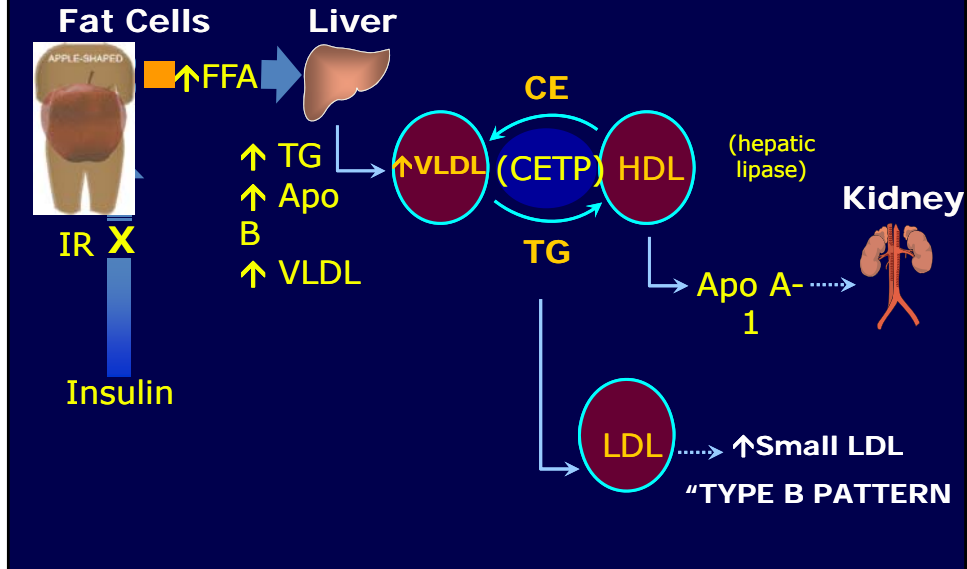 Fat Cells
Liver
APPLE-SHAPED
↑FFA
CE
↑ TG
↑ Apo
B
↑ VLDL
↑VLDL
(CETP)
HDL
(hepatic
lipase)
Kidney
IR X
TG
Apo A-
1
Insulin
LDL
↑Small LDL
“TYPE B PATTERN